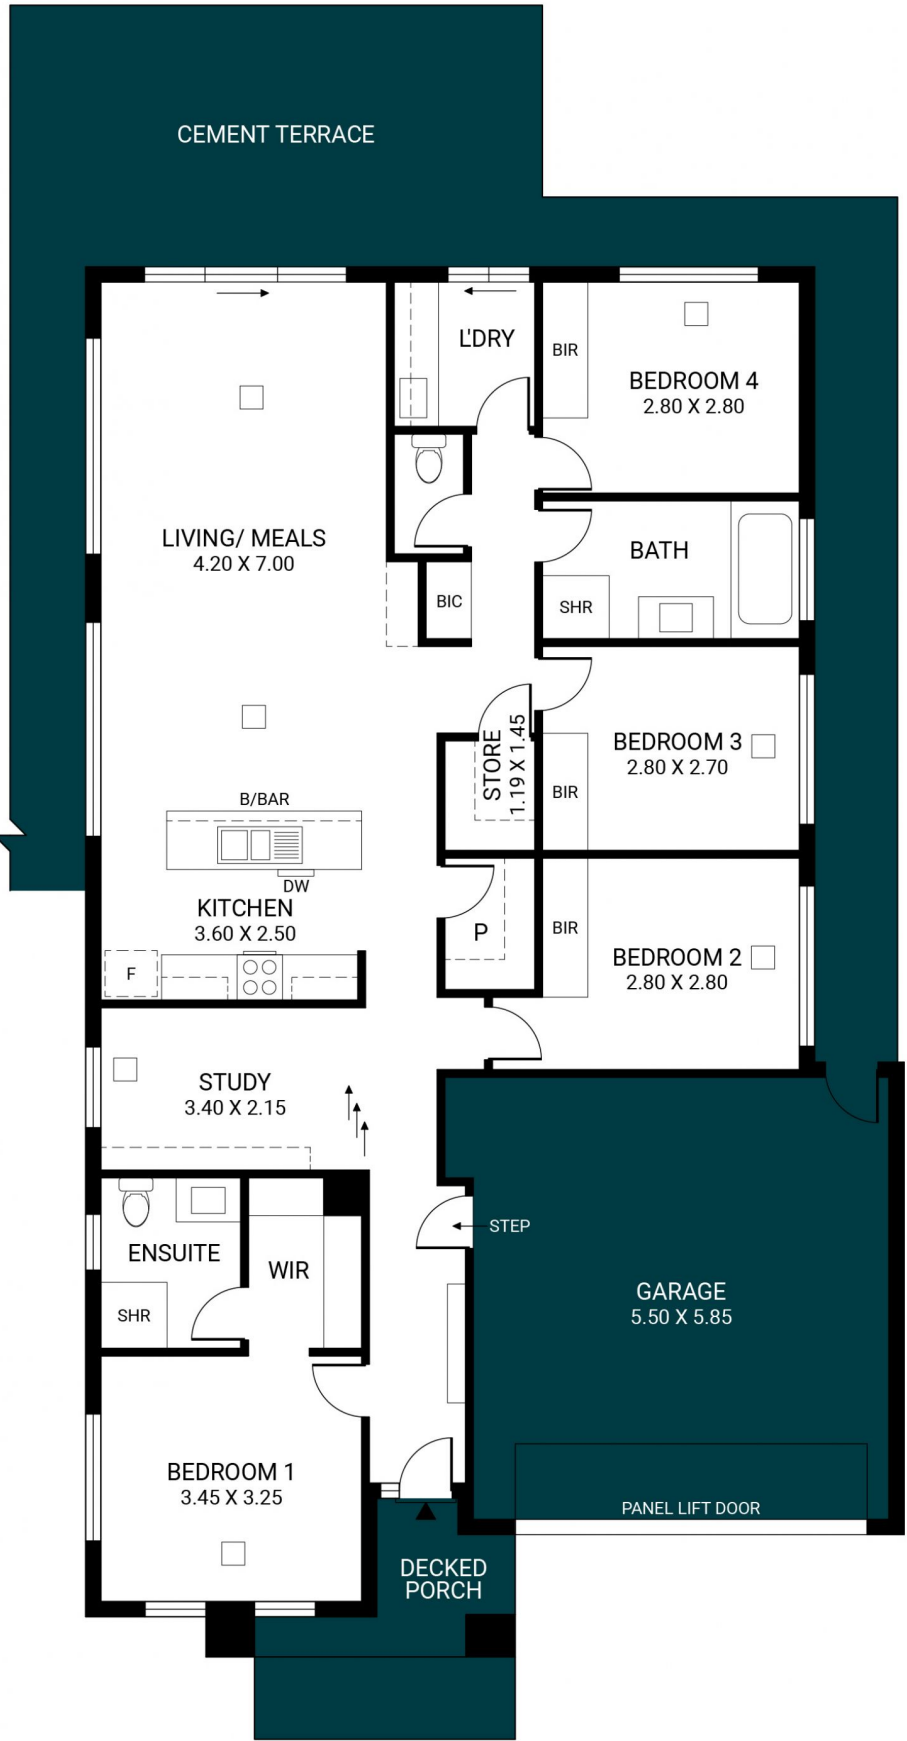 CEMENT TERRACE
L'DRY
BIR
BEDROOM 4
2.80 X 2.80
LIVING/ MEALS
4.20 X 7.00
BATH
BIC
SHR
STORE
1.19 X 1.45
BEDROOM 3
2.80 X 2.70
BIR
B/BAR
DW
KITCHEN
3.60 X 2.50
F
P
BIR
BEDROOM 2
2.80 X 2.80
STUDY
3.40 X 2.15
ENSUITE
WIR
SHR
STEP
GARAGE
5.50 X 5.85
BEDROOM 1
3.45 X 3.25
PANEL LIFT DOOR
DECKED
PORCH